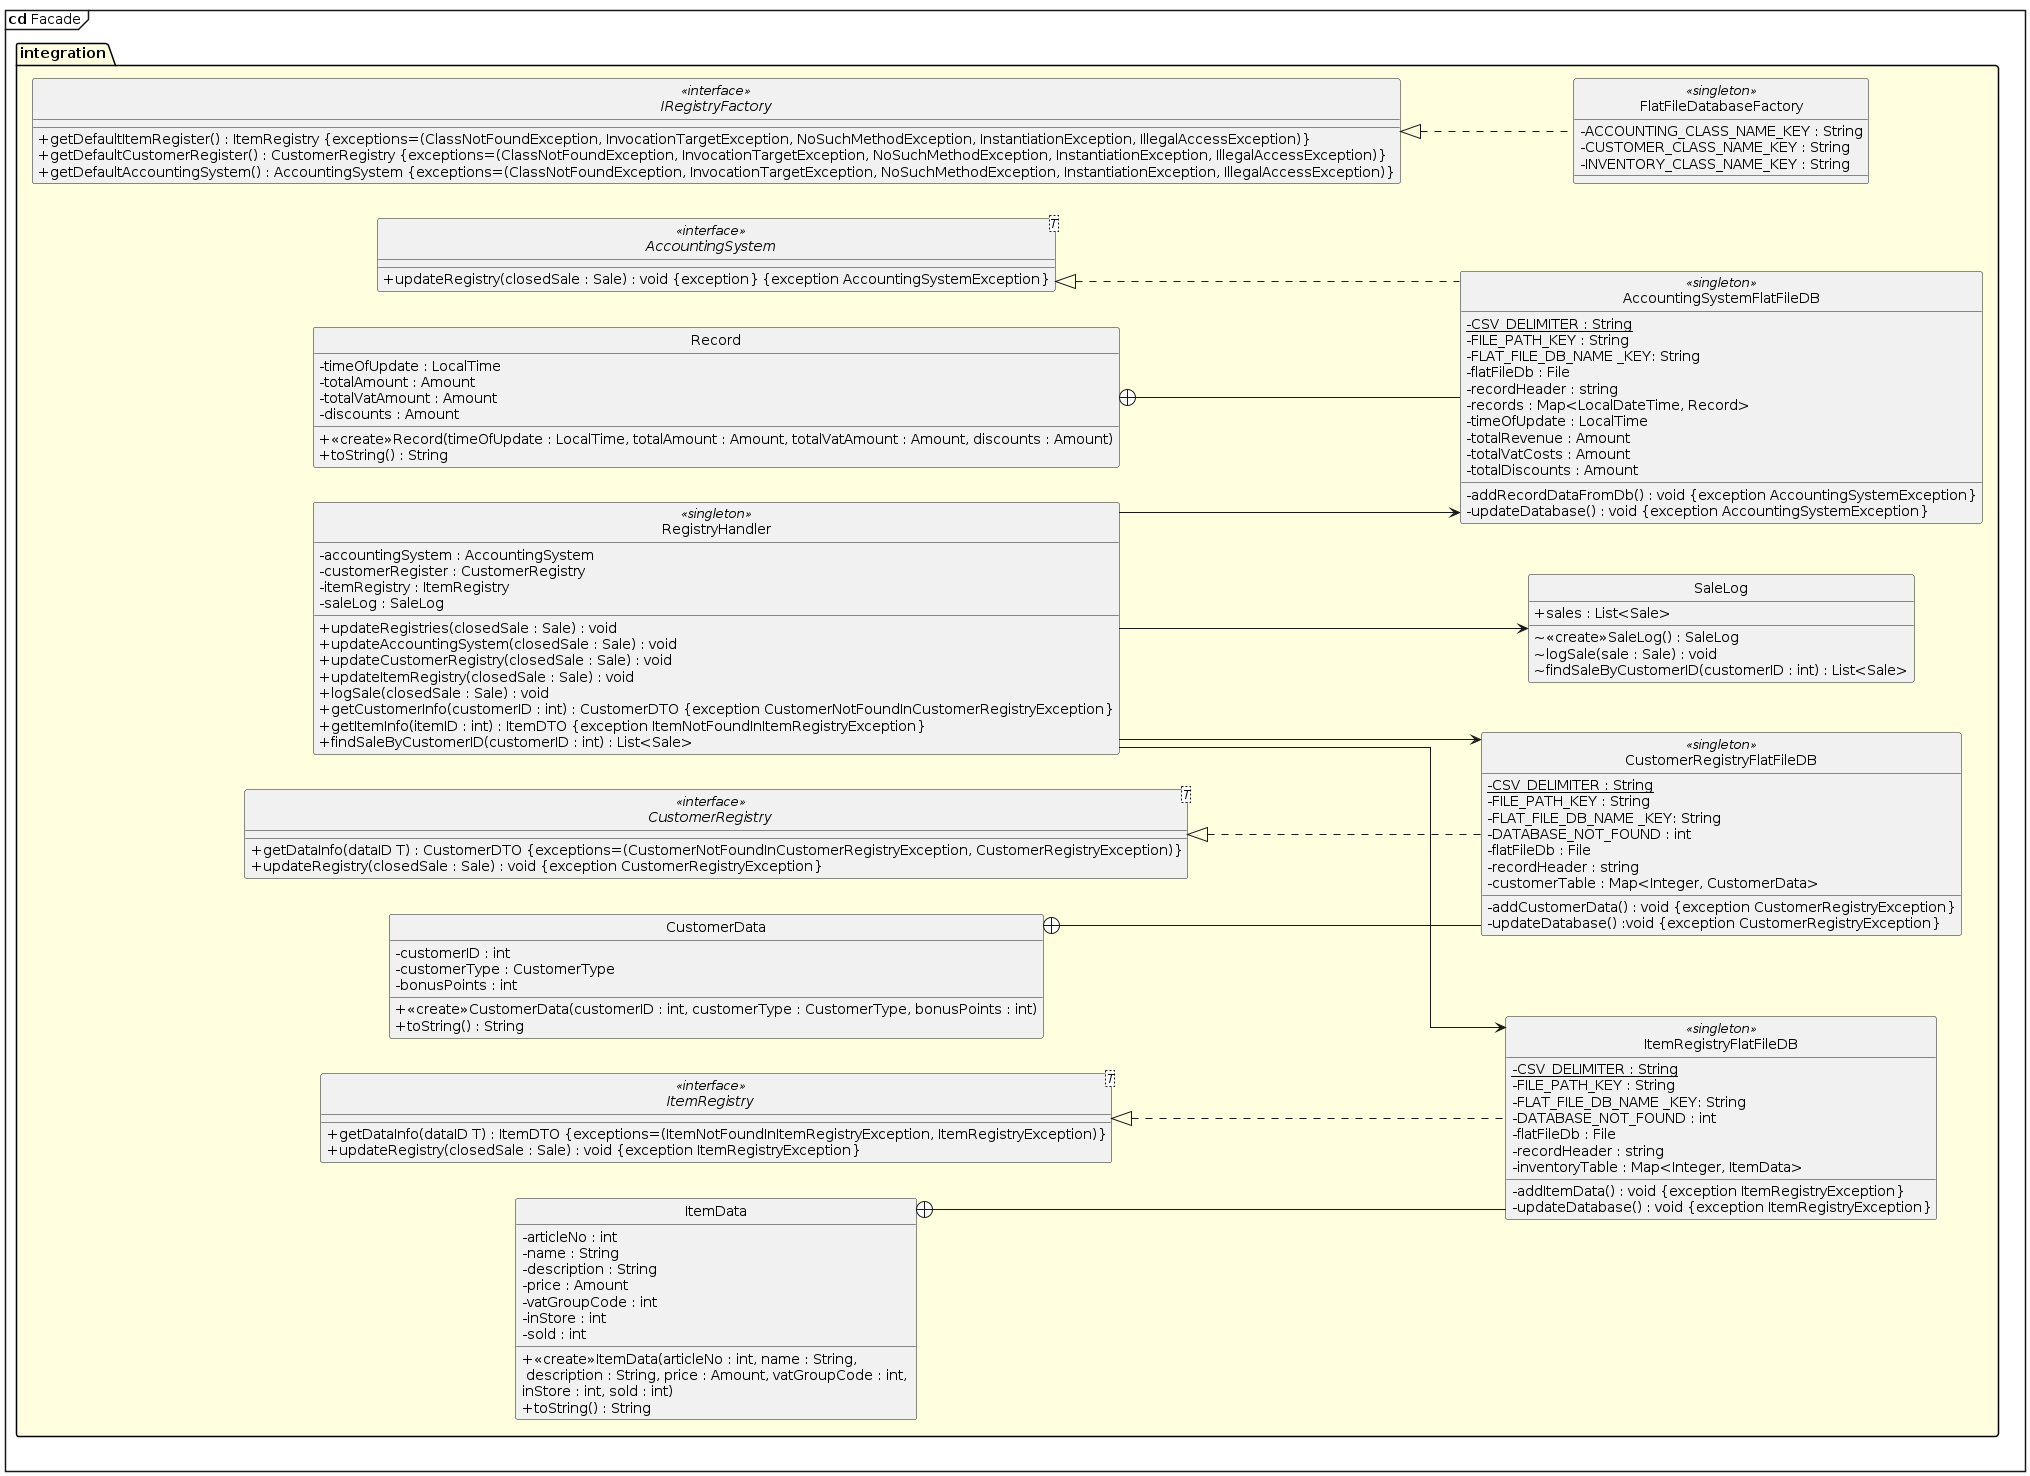 cd Facade
integration
«interface»
IRegistryFactory
+getDefaultItemRegister() : ItemRegistry {exceptions=(ClassNotFoundException, InvocationTargetException, NoSuchMethodException, InstantiationException, IllegalAccessException)}
+getDefaultCustomerRegister() : CustomerRegistry {exceptions=(ClassNotFoundException, InvocationTargetException, NoSuchMethodException, InstantiationException, IllegalAccessException)}
+getDefaultAccountingSystem() : AccountingSystem {exceptions=(ClassNotFoundException, InvocationTargetException, NoSuchMethodException, InstantiationException, IllegalAccessException)}
«singleton»
FlatFileDatabaseFactory
-ACCOUNTING_CLASS_NAME_KEY : String
-CUSTOMER_CLASS_NAME_KEY : String
-INVENTORY_CLASS_NAME_KEY : String
T
«interface»
AccountingSystem
+updateRegistry(closedSale : Sale) : void {exception} {exception AccountingSystemException}
«singleton»
AccountingSystemFlatFileDB
-CSV_DELIMITER : String
-FILE_PATH_KEY : String
-FLAT_FILE_DB_NAME _KEY: String
-flatFileDb : File
-recordHeader : string
-records : Map<LocalDateTime, Record>
-timeOfUpdate : LocalTime
-totalRevenue : Amount
-totalVatCosts : Amount
-totalDiscounts : Amount
-addRecordDataFromDb() : void {exception AccountingSystemException}
-updateDatabase() : void {exception AccountingSystemException}
Record
-timeOfUpdate : LocalTime
-totalAmount : Amount
-totalVatAmount : Amount
-discounts : Amount
+«create»Record(timeOfUpdate : LocalTime, totalAmount : Amount, totalVatAmount : Amount, discounts : Amount)
+toString() : String
«singleton»
RegistryHandler
-accountingSystem : AccountingSystem
-customerRegister : CustomerRegistry
-itemRegistry : ItemRegistry
-saleLog : SaleLog
+updateRegistries(closedSale : Sale) : void
+updateAccountingSystem(closedSale : Sale) : void
+updateCustomerRegistry(closedSale : Sale) : void
+updateItemRegistry(closedSale : Sale) : void
+logSale(closedSale : Sale) : void
+getCustomerInfo(customerID : int) : CustomerDTO {exception CustomerNotFoundInCustomerRegistryException}
+getItemInfo(itemID : int) : ItemDTO {exception ItemNotFoundInItemRegistryException}
+findSaleByCustomerID(customerID : int) : List<Sale>
SaleLog
+sales : List<Sale>
~«create»SaleLog() : SaleLog
~logSale(sale : Sale) : void
~findSaleByCustomerID(customerID : int) : List<Sale>
«singleton»
CustomerRegistryFlatFileDB
-CSV_DELIMITER : String
-FILE_PATH_KEY : String
-FLAT_FILE_DB_NAME _KEY: String
-DATABASE_NOT_FOUND : int
-flatFileDb : File
-recordHeader : string
-customerTable : Map<Integer, CustomerData>
-addCustomerData() : void {exception CustomerRegistryException}
-updateDatabase() :void {exception CustomerRegistryException}
T
«interface»
CustomerRegistry
+getDataInfo(dataID T) : CustomerDTO {exceptions=(CustomerNotFoundInCustomerRegistryException, CustomerRegistryException)}
+updateRegistry(closedSale : Sale) : void {exception CustomerRegistryException}
CustomerData
-customerID : int
-customerType : CustomerType
-bonusPoints : int
+«create»CustomerData(customerID : int, customerType : CustomerType, bonusPoints : int)
+toString() : String
«singleton»
ItemRegistryFlatFileDB
-CSV_DELIMITER : String
-FILE_PATH_KEY : String
-FLAT_FILE_DB_NAME _KEY: String
-DATABASE_NOT_FOUND : int
-flatFileDb : File
-recordHeader : string
-inventoryTable : Map<Integer, ItemData>
-addItemData() : void {exception ItemRegistryException}
-updateDatabase() : void {exception ItemRegistryException}
T
«interface»
ItemRegistry
+getDataInfo(dataID T) : ItemDTO {exceptions=(ItemNotFoundInItemRegistryException, ItemRegistryException)}
+updateRegistry(closedSale : Sale) : void {exception ItemRegistryException}
ItemData
-articleNo : int
-name : String
-description : String
-price : Amount
-vatGroupCode : int
-inStore : int
-sold : int
+«create»ItemData(articleNo : int, name : String,
description : String, price : Amount, vatGroupCode : int,
inStore : int, sold : int)
+toString() : String